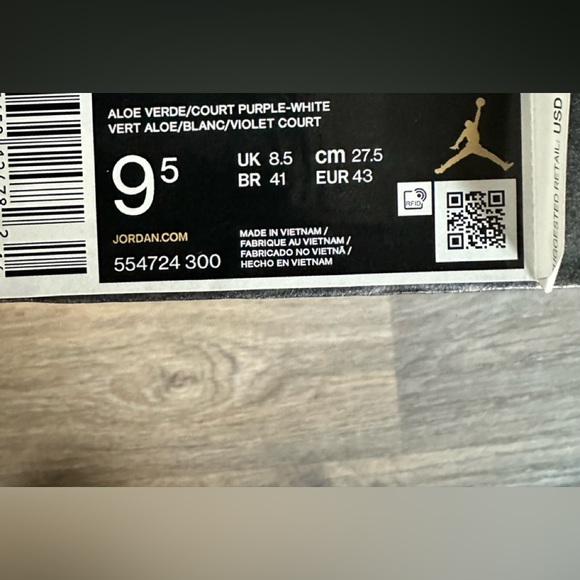 ALOE VERDE/COURT PURPLE-WHITE
VERT ALOE/BLANC/VIOLET COURT
9⁵
UK 8.5 cm 27.5
BR 41 EUR 43
RFID
JORDAN.COM
554724 300
MADE IN VIETNAM /
FABRIQUE AU VIETNAM /
FABRICADO NO VIETNÃ /
HECHO EN VIETNAM
RETAIL: USD